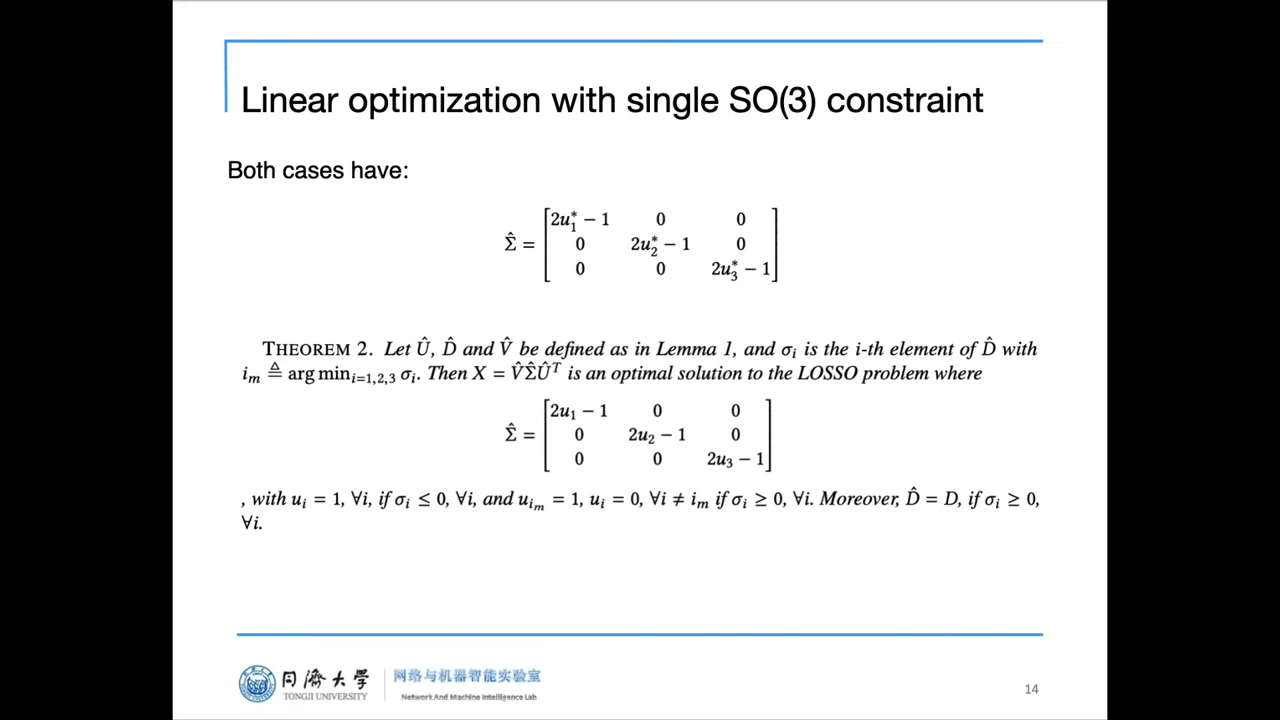 Linear optimization with single SO(3) constraint
Both cases have:
Σ̂ = [2u₁* − 1 0 0
0 2u₂* − 1 0
0 0 2u₃* − 1]
THEOREM 2. Let Û, D̂ and V̂ be defined as in Lemma 1, and σᵢ is the i-th element of D̂ with
iₘ ≜ arg minᵢ₌₁,₂,₃ σᵢ. Then X = V̂Σ̂Ûᵀ is an optimal solution to the LOSSO problem where
Σ̂ = [2u₁ − 1 0 0
0 2u₂ − 1 0
0 0 2u₃ − 1]
, with uᵢ = 1, ∀i, if σᵢ ≤ 0, ∀i, and u_{iₘ} = 1, uᵢ = 0, ∀i ≠ iₘ if σᵢ ≥ 0, ∀i. Moreover, D̂ = D, if σᵢ ≥ 0,
∀i.
同濟大學
TONGJI UNIVERSITY
网络与机器智能实验室
Network And Machine Intelligence Lab
14